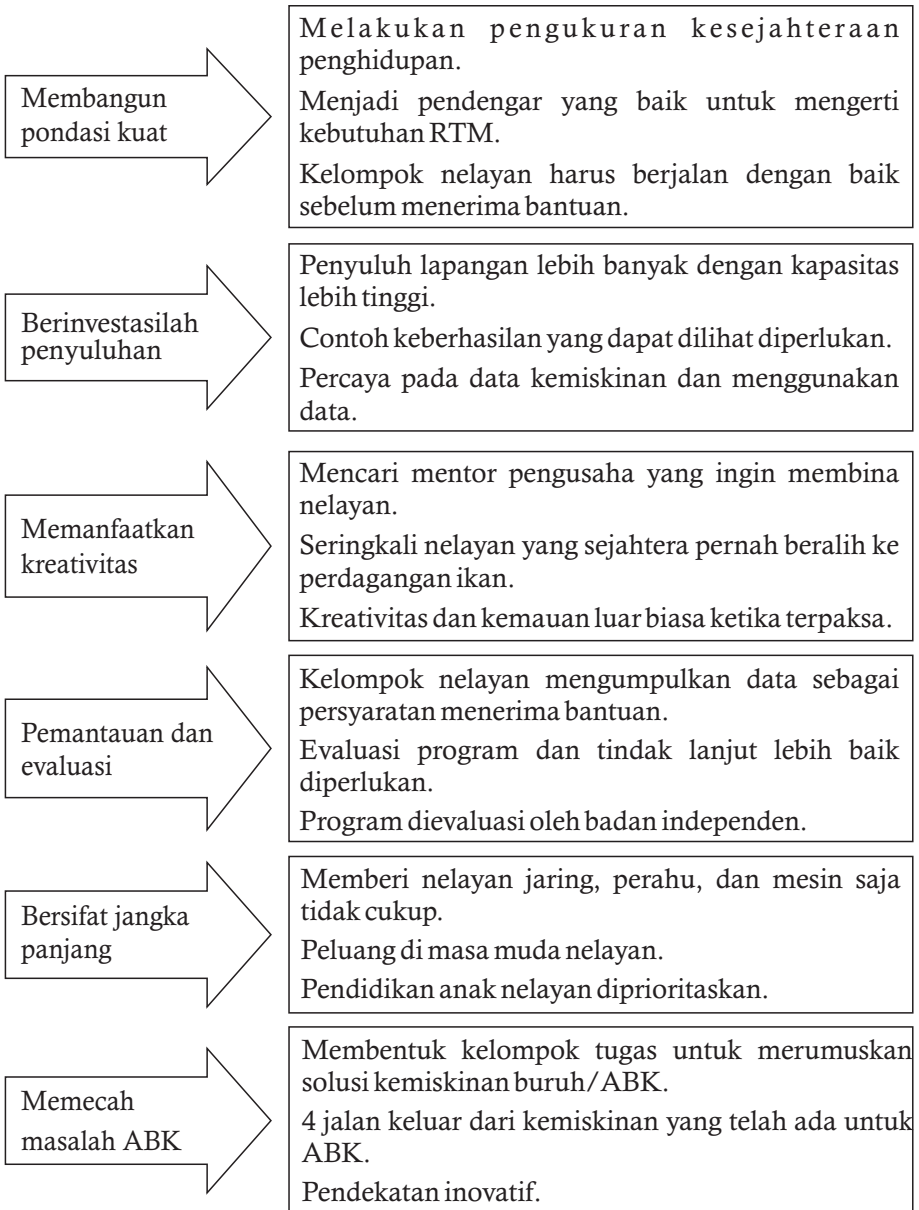 Membangun
pondasi kuat
Melakukan pengukuran kesejahteraan
penghidupan.
Menjadi pendengar yang baik untuk mengerti
kebutuhan RTM.
Kelompok nelayan harus berjalan dengan baik
sebelum menerima bantuan.
Berinvestasilah
penyuluhan
Penyuluh lapangan lebih banyak dengan kapasitas
lebih tinggi.
Contoh keberhasilan yang dapat dilihat diperlukan.
Percaya pada data kemiskinan dan menggunakan
data.
Memanfaatkan
kreativitas
Mencari mentor pengusaha yang ingin membina
nelayan.
Seringkali nelayan yang sejahtera pernah beralih ke
perdagangan ikan.
Kreativitas dan kemauan luar biasa ketika terpaksa.
Pemantauan dan
evaluasi
Kelompok nelayan mengumpulkan data sebagai
persyaratan menerima bantuan.
Evaluasi program dan tindak lanjut lebih baik
diperlukan.
Program dievaluasi oleh badan independen.
Bersifat jangka
panjang
Memberi nelayan jaring, perahu, dan mesin saja
tidak cukup.
Peluang di masa muda nelayan.
Pendidikan anak nelayan diprioritaskan.
Memecah
masalah ABK
Membentuk kelompok tugas untuk merumuskan
solusi kemiskinan buruh/ABK.
4 jalan keluar dari kemiskinan yang telah ada untuk
ABK.
Pendekatan inovatif.